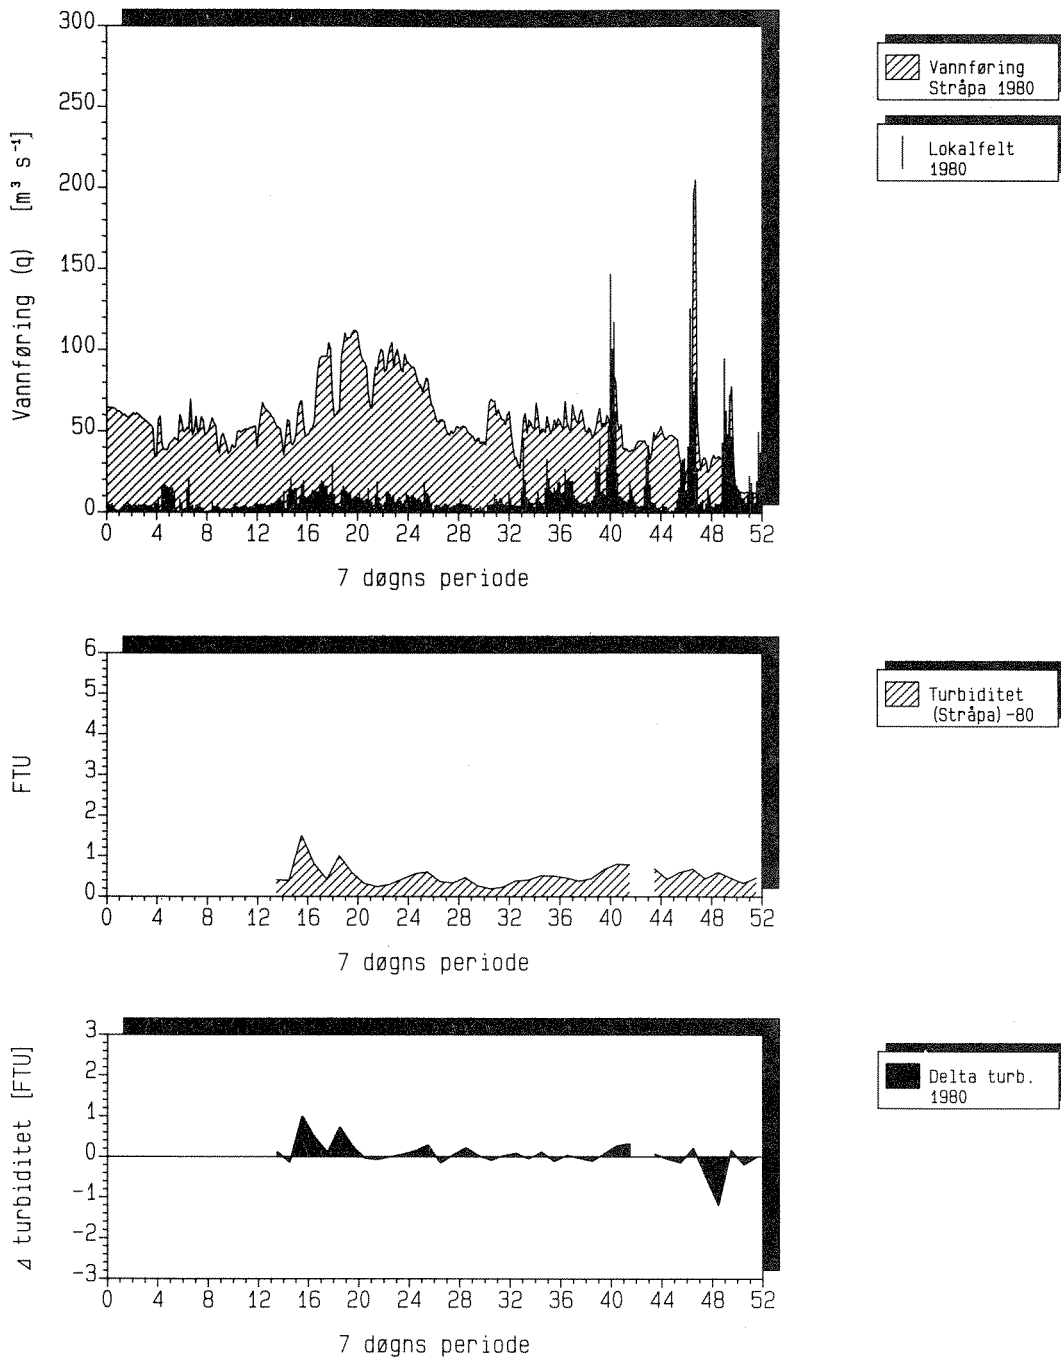 300
250
200
150
100
50
0
Vannføring (q) [m³ s⁻¹]
0 4 8 12 16 20 24 28 32 36 40 44 48 52
7 døgns periode
Vannføring
Stråpa 1980
Lokalfelt
1980
6
5
4
3
2
1
0
FTU
0 4 8 12 16 20 24 28 32 36 40 44 48 52
7 døgns periode
Turbiditet
(Stråpa)-80
3
2
1
0
-1
-2
-3
⊿ turbiditet [FTU]
0 4 8 12 16 20 24 28 32 36 40 44 48 52
7 døgns periode
Delta turb.
1980